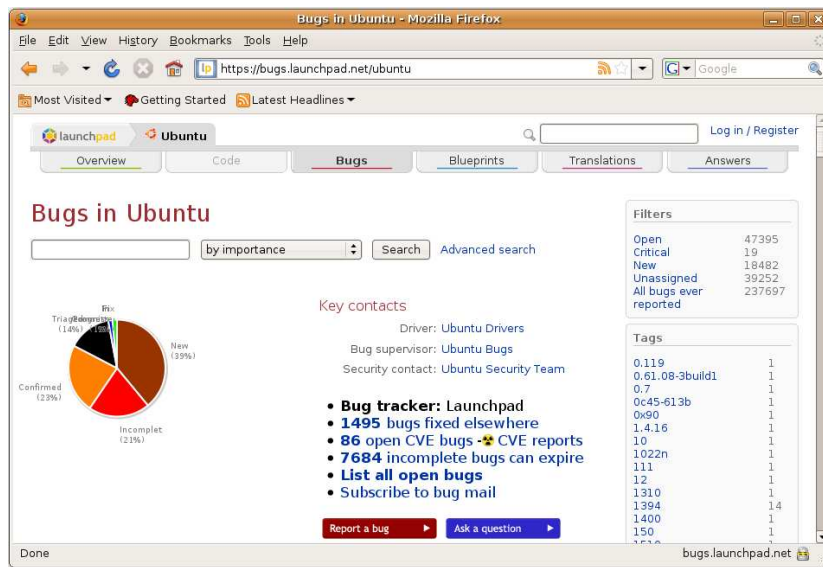 Bugs in Ubuntu - Mozilla Firefox
File Edit View History Bookmarks Tools Help
lp https://bugs.launchpad.net/ubuntu
G Google
Most Visited Getting Started Latest Headlines
launchpad Ubuntu
Log in / Register
Overview Code Bugs Blueprints Translations Answers
Bugs in Ubuntu
by importance Search Advanced search
New
(39%)
Incomplet
(21%)
Confirmed
(23%)
(14%)
Key contacts
Driver: Ubuntu Drivers
Bug supervisor: Ubuntu Bugs
Security contact: Ubuntu Security Team
• Bug tracker: Launchpad
• 1495 bugs fixed elsewhere
• 86 open CVE bugs - CVE reports
• 7684 incomplete bugs can expire
• List all open bugs
• Subscribe to bug mail
Report a bug Ask a question
Filters
Open 47395
Critical 19
New 18482
Unassigned 39252
All bugs ever reported 237697
Tags
0.119 1
0.61.08-3build1 1
0.7 1
0c45-613b 1
0x90 1
1.4.16 1
10 1
1022n 1
111 1
12 1
1310 1
1394 14
1400 1
150 1
Done
bugs.launchpad.net